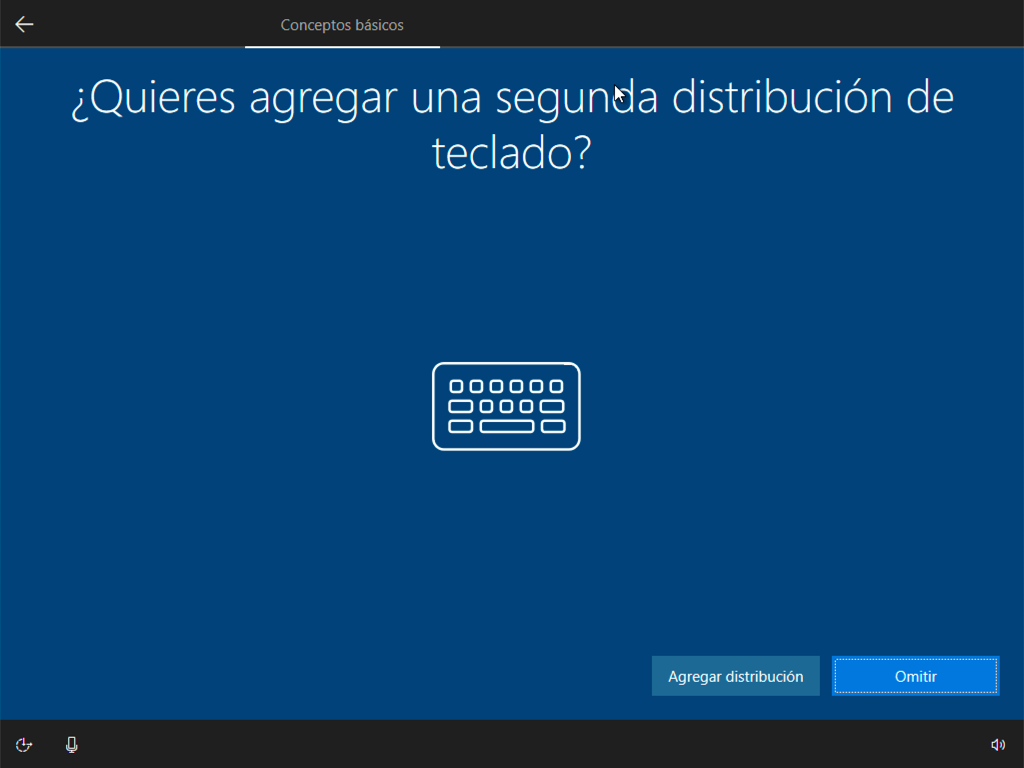 Conceptos básicos
¿Quieres agregar una segunda distribución de
teclado?
Agregar distribución
Omitir